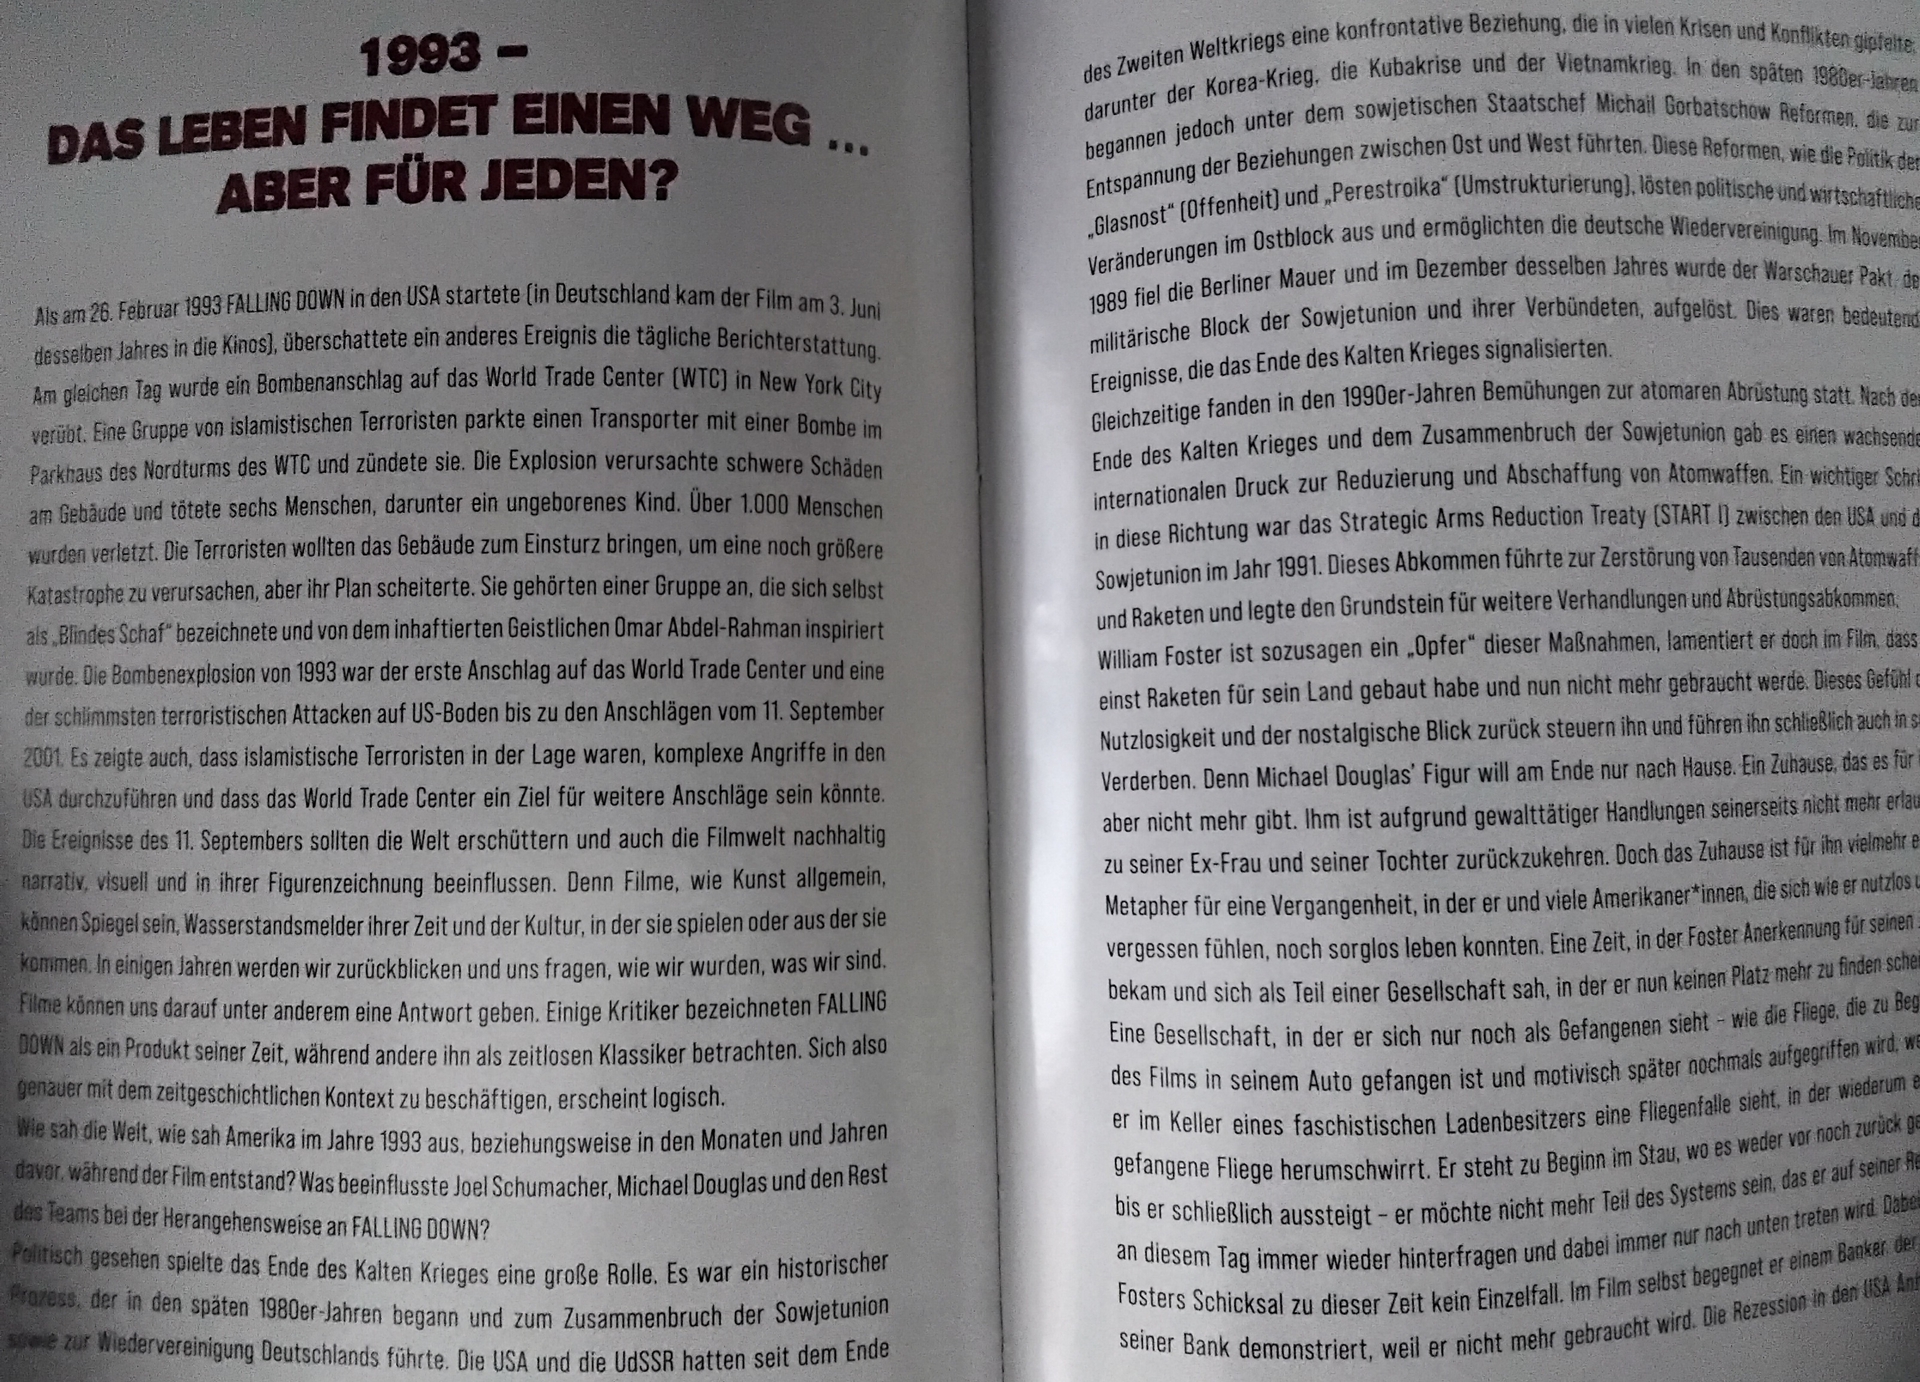 1993 –
DAS LEBEN FINDET EINEN WEG ...
ABER FÜR JEDEN?
Als am 26. Februar 1993 FALLING DOWN in den USA startete (in Deutschland kam der Film am 3. Juni
desselben Jahres in die Kinos), überschattete ein anderes Ereignis die tägliche Berichterstattung.
Am gleichen Tag wurde ein Bombenanschlag auf das World Trade Center (WTC) in New York City
verübt. Eine Gruppe von islamistischen Terroristen parkte einen Transporter mit einer Bombe im
Parkhaus des Nordturms des WTC und zündete sie. Die Explosion verursachte schwere Schäden
am Gebäude und tötete sechs Menschen, darunter ein ungeborenes Kind. Über 1.000 Menschen
wurden verletzt. Die Terroristen wollten das Gebäude zum Einsturz bringen, um eine noch größere
Katastrophe zu verursachen, aber ihr Plan scheiterte. Sie gehörten einer Gruppe an, die sich selbst
als „Blindes Schaf“ bezeichnete und von dem inhaftierten Geistlichen Omar Abdel-Rahman inspiriert
wurde. Die Bombenexplosion von 1993 war der erste Anschlag auf das World Trade Center und eine
der schlimmsten terroristischen Attacken auf US-Boden bis zu den Anschlägen vom 11. September
2001. Es zeigte auch, dass islamistische Terroristen in der Lage waren, komplexe Angriffe in den
USA durchzuführen und dass das World Trade Center ein Ziel für weitere Anschläge sein könnte.
Die Ereignisse des 11. Septembers sollten die Welt erschüttern und auch die Filmwelt nachhaltig
narrativ, visuell und in ihrer Figurenzeichnung beeinflussen. Denn Filme, wie Kunst allgemein,
können Spiegel sein, Wasserstandsmelder ihrer Zeit und der Kultur, in der sie spielen oder aus der sie
kommen. In einigen Jahren werden wir zurückblicken und uns fragen, wie wir wurden, was wir sind.
Filme können uns darauf unter anderem eine Antwort geben. Einige Kritiker bezeichneten FALLING
DOWN als ein Produkt seiner Zeit, während andere ihn als zeitlosen Klassiker betrachten. Sich also
genauer mit dem zeitgeschichtlichen Kontext zu beschäftigen, erscheint logisch.
Wie sah die Welt, wie sah Amerika im Jahre 1993 aus, beziehungsweise in den Monaten und Jahren
davor, während der Film entstand? Was beeinflusste Joel Schumacher, Michael Douglas und den Rest
des Teams bei der Herangehensweise an FALLING DOWN?
Politisch gesehen spielte das Ende des Kalten Krieges eine große Rolle. Es war ein historischer
Prozess, der in den späten 1980er-Jahren begann und zum Zusammenbruch der Sowjetunion
sowie zur Wiedervereinigung Deutschlands führte. Die USA und die UdSSR hatten seit dem Ende
des Zweiten Weltkriegs eine konfrontative Beziehung, die in vielen Krisen und Konflikten gipfelte,
darunter der Korea-Krieg, die Kubakrise und der Vietnamkrieg. In den späten 1980er-Jahren
begannen jedoch unter dem sowjetischen Staatschef Michail Gorbatschow Reformen, die zur
Entspannung der Beziehungen zwischen Ost und West führten. Diese Reformen, wie die Politik der
„Glasnost“ (Offenheit) und „Perestroika“ (Umstrukturierung), lösten politische und wirtschaftliche
Veränderungen im Ostblock aus und ermöglichten die deutsche Wiedervereinigung. Im November
1989 fiel die Berliner Mauer und im Dezember desselben Jahres wurde der Warschauer Pakt, de
militärische Block der Sowjetunion und ihrer Verbündeten, aufgelöst. Dies waren bedeutend
Ereignisse, die das Ende des Kalten Krieges signalisierten.
Gleichzeitige fanden in den 1990er-Jahren Bemühungen zur atomaren Abrüstung statt. Nach de
Ende des Kalten Krieges und dem Zusammenbruch der Sowjetunion gab es einen wachsende
internationalen Druck zur Reduzierung und Abschaffung von Atomwaffen. Ein wichtiger Schri
in diese Richtung war das Strategic Arms Reduction Treaty (START I) zwischen den USA und d
Sowjetunion im Jahr 1991. Dieses Abkommen führte zur Zerstörung von Tausenden von Atomwaff
und Raketen und legte den Grundstein für weitere Verhandlungen und Abrüstungsabkommen.
William Foster ist sozusagen ein „Opfer“ dieser Maßnahmen, lamentiert er doch im Film, dass
einst Raketen für sein Land gebaut habe und nun nicht mehr gebraucht werde. Dieses Gefühl d
Nutzlosigkeit und der nostalgische Blick zurück steuern ihn und führen ihn schließlich auch in s
Verderben. Denn Michael Douglas’ Figur will am Ende nur nach Hause. Ein Zuhause, das es für
aber nicht mehr gibt. Ihm ist aufgrund gewalttätiger Handlungen seinerseits nicht mehr erlau
zu seiner Ex-Frau und seiner Tochter zurückzukehren. Doch das Zuhause ist für ihn vielmehr e
Metapher für eine Vergangenheit, in der er und viele Amerikaner*innen, die sich wie er nutzlos u
vergessen fühlen, noch sorglos leben konnten. Eine Zeit, in der Foster Anerkennung für seinen
bekam und sich als Teil einer Gesellschaft sah, in der er nun keinen Platz mehr zu finden schei
Eine Gesellschaft, in der er sich nur noch als Gefangenen sieht – wie die Fliege, die zu Beg
des Films in seinem Auto gefangen ist und motivisch später nochmals aufgegriffen wird, we
er im Keller eines faschistischen Ladenbesitzers eine Fliegenfalle sieht, in der wiederum e
gefangene Fliege herumschwirrt. Er steht zu Beginn im Stau, wo es weder vor noch zurück ge
bis er schließlich aussteigt – er möchte nicht mehr Teil des Systems sein, das er auf seiner Re
an diesem Tag immer wieder hinterfragen und dabei immer nur nach unten treten wird. Dabei
Fosters Schicksal zu dieser Zeit kein Einzelfall. Im Film selbst begegnet er einem Banker, der
seiner Bank demonstriert, weil er nicht mehr gebraucht wird. Die Rezession in den USA Anf